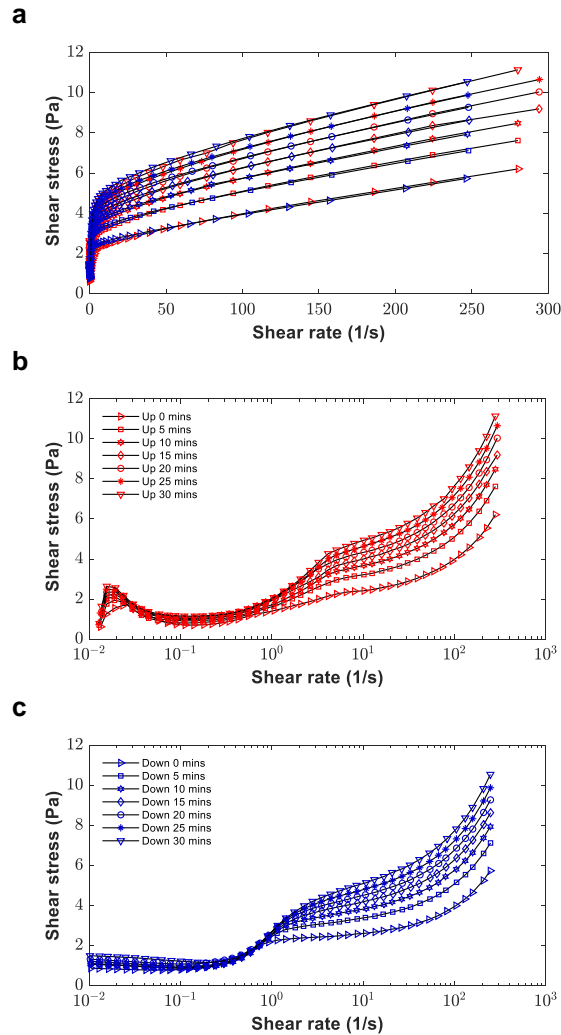 a
12
10
8
6
4
2
0
0 50 100 150 200 250 300
Shear stress (Pa)
Shear rate (1/s)
b
12
10
8
6
4
2
0
10⁻² 10⁻¹ 10⁰ 10¹ 10² 10³
Shear stress (Pa)
Shear rate (1/s)
Up 0 mins
Up 5 mins
Up 10 mins
Up 15 mins
Up 20 mins
Up 25 mins
Up 30 mins
c
12
10
8
6
4
2
0
10⁻² 10⁻¹ 10⁰ 10¹ 10² 10³
Shear stress (Pa)
Shear rate (1/s)
Down 0 mins
Down 5 mins
Down 10 mins
Down 15 mins
Down 20 mins
Down 25 mins
Down 30 mins